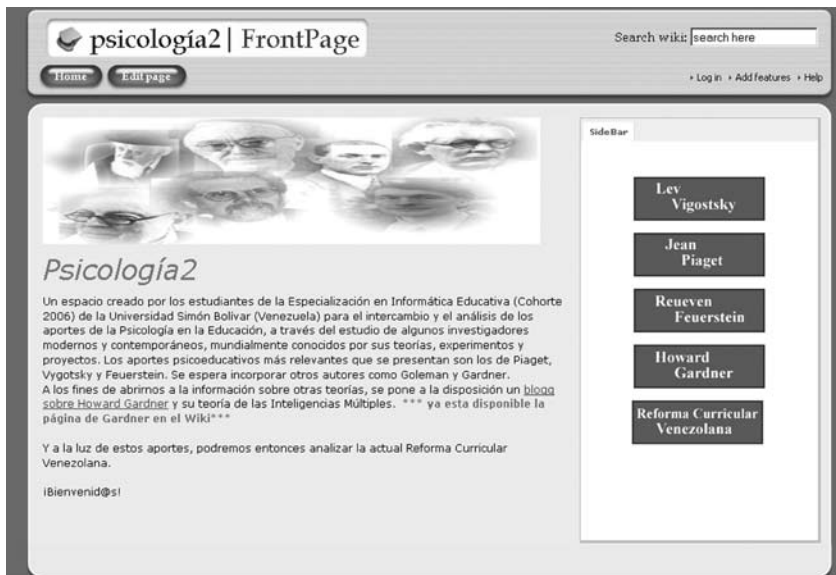 psicología2 | FrontPage
Search wiki: search here
Home Edit page
Log in Add features Help
SideBar
Lev
Vigostsky
Jean
Piaget
Reueven
Feuerstein
Howard
Gardner
Reforma Curricular
Venezolana
Psicología2
Un espacio creado por los estudiantes de la Especialización en Informática Educativa (Cohorte
2006) de la Universidad Simón Bolívar (Venezuela) para el intercambio y el análisis de los
aportes de la Psicología en la Educación, a través del estudio de algunos investigadores
modernos y contemporáneos, mundialmente conocidos por sus teorías, experimentos y
proyectos. Los aportes psicoeducativos más relevantes que se presentan son los de Piaget,
Vygotsky y Feuerstein. Se espera incorporar otros autores como Goleman y Gardner.
A los fines de abrirnos a la información sobre otras teorías, se pone a la disposición un blogg
sobre Howard Gardner y su teoría de las Inteligencias Múltiples. *** ya esta disponible la
página de Gardner en el Wiki***
Y a la luz de estos aportes, podremos entonces analizar la actual Reforma Curricular
Venezolana.
¡Bienvenid@s!